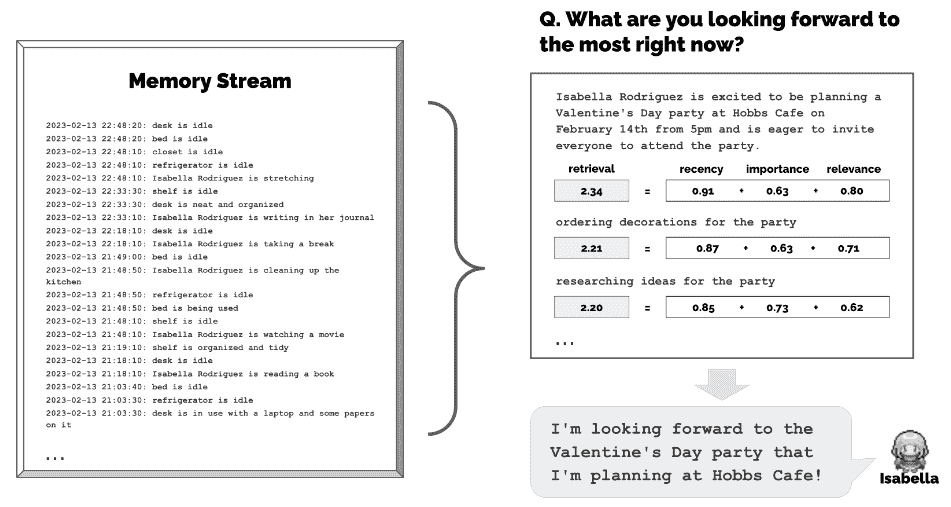 Memory Stream
2023-02-13 22:48:20: desk is idle
2023-02-13 22:48:20: bed is idle
2023-02-13 22:48:10: closet is idle
2023-02-13 22:48:10: refrigerator is idle
2023-02-13 22:48:10: Isabella Rodriguez is stretching
2023-02-13 22:33:30: shelf is idle
2023-02-13 22:33:30: desk is neat and organized
2023-02-13 22:33:10: Isabella Rodriguez is writing in her journal
2023-02-13 22:18:10: desk is idle
2023-02-13 22:18:10: Isabella Rodriguez is taking a break
2023-02-13 21:49:00: bed is idle
2023-02-13 21:48:50: Isabella Rodriguez is cleaning up the
kitchen
2023-02-13 21:48:50: refrigerator is idle
2023-02-13 21:48:50: bed is being used
2023-02-13 21:48:10: shelf is idle
2023-02-13 21:48:10: Isabella Rodriguez is watching a movie
2023-02-13 21:19:10: shelf is organized and tidy
2023-02-13 21:18:10: desk is idle
2023-02-13 21:18:10: Isabella Rodriguez is reading a book
2023-02-13 21:03:40: bed is idle
2023-02-13 21:03:30: refrigerator is idle
2023-02-13 21:03:30: desk is in use with a laptop and some papers
on it
...
Q. What are you looking forward to
the most right now?
Isabella Rodriguez is excited to be planning a
Valentine's Day party at Hobbs Cafe on
February 14th from 5pm and is eager to invite
everyone to attend the party.
retrieval recency importance relevance
2.34 = 0.91 + 0.63 + 0.80
ordering decorations for the party
2.21 = 0.87 + 0.63 + 0.71
researching ideas for the party
2.20 = 0.85 + 0.73 + 0.62
...
I'm looking forward to the
Valentine's Day party that
I'm planning at Hobbs Cafe!
Isabella